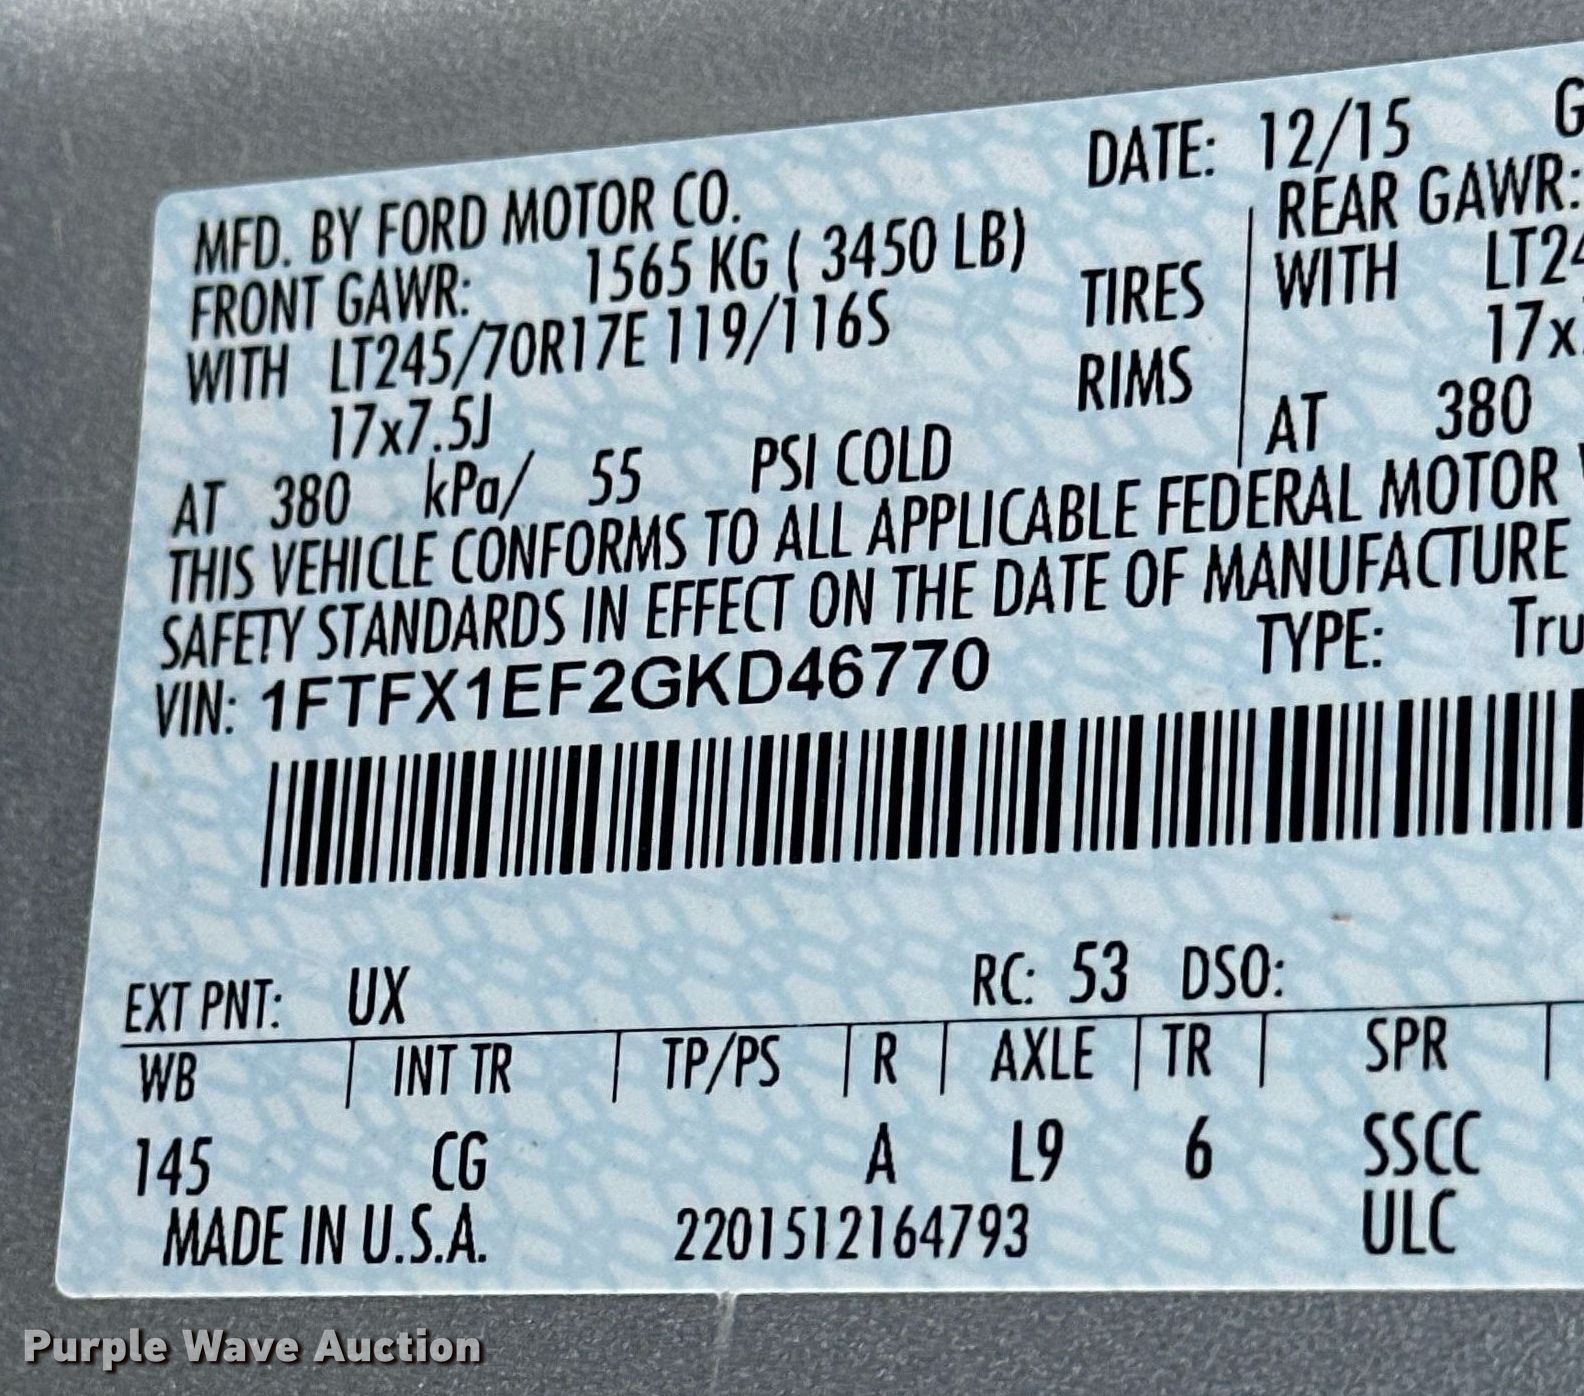 MFD. BY FORD MOTOR CO. DATE: 12/15 G
FRONT GAWR: 1565 KG ( 3450 LB) REAR GAWR:
WITH LT245/70R17E 119/116S TIRES WITH LT24
17x7.5J RIMS 17x
AT 380 kPa/ 55 PSI COLD AT 380
THIS VEHICLE CONFORMS TO ALL APPLICABLE FEDERAL MOTOR
SAFETY STANDARDS IN EFFECT ON THE DATE OF MANUFACTURE
VIN: 1FTFX1EF2GKD46770 TYPE: Tru
EXT PNT: UX RC: 53 DSO:
WB INT TR TP/PS R AXLE TR SPR
145 CG A L9 6 SSCC
MADE IN U.S.A. 2201512164793 ULC
Purple Wave Auction